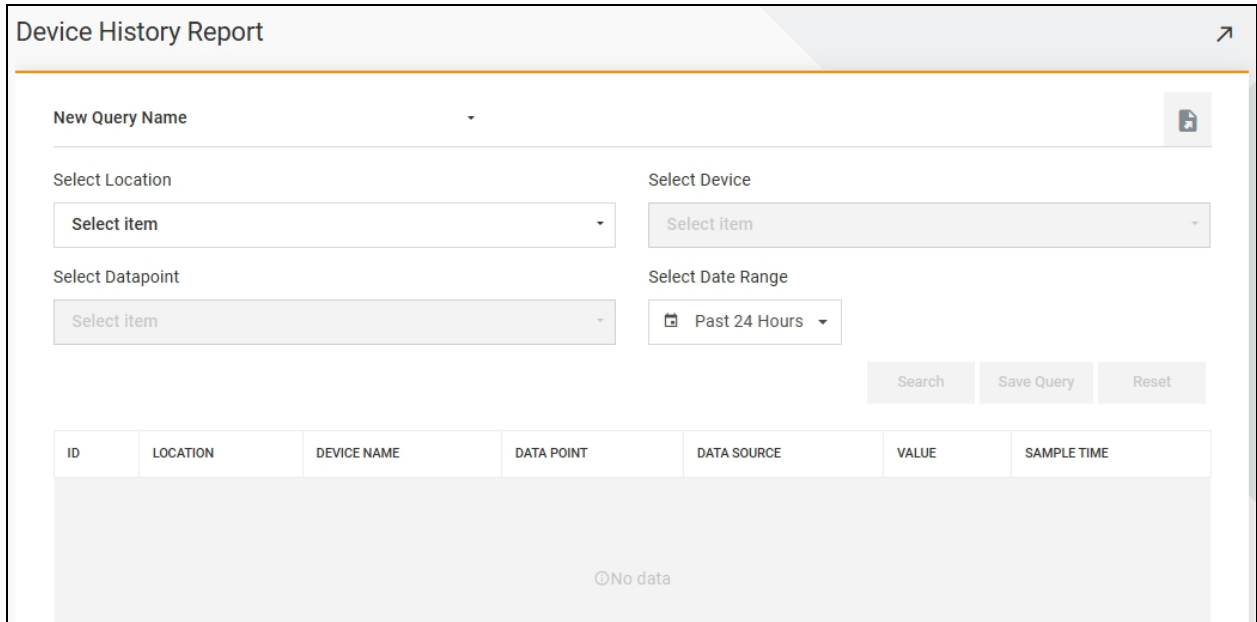 Device History Report
New Query Name
Select Location
Select Device
Select item
Select item
Select Datapoint
Select Date Range
Select item
Past 24 Hours
Search Save Query Reset
ID LOCATION DEVICE NAME DATA POINT DATA SOURCE VALUE SAMPLE TIME
No data